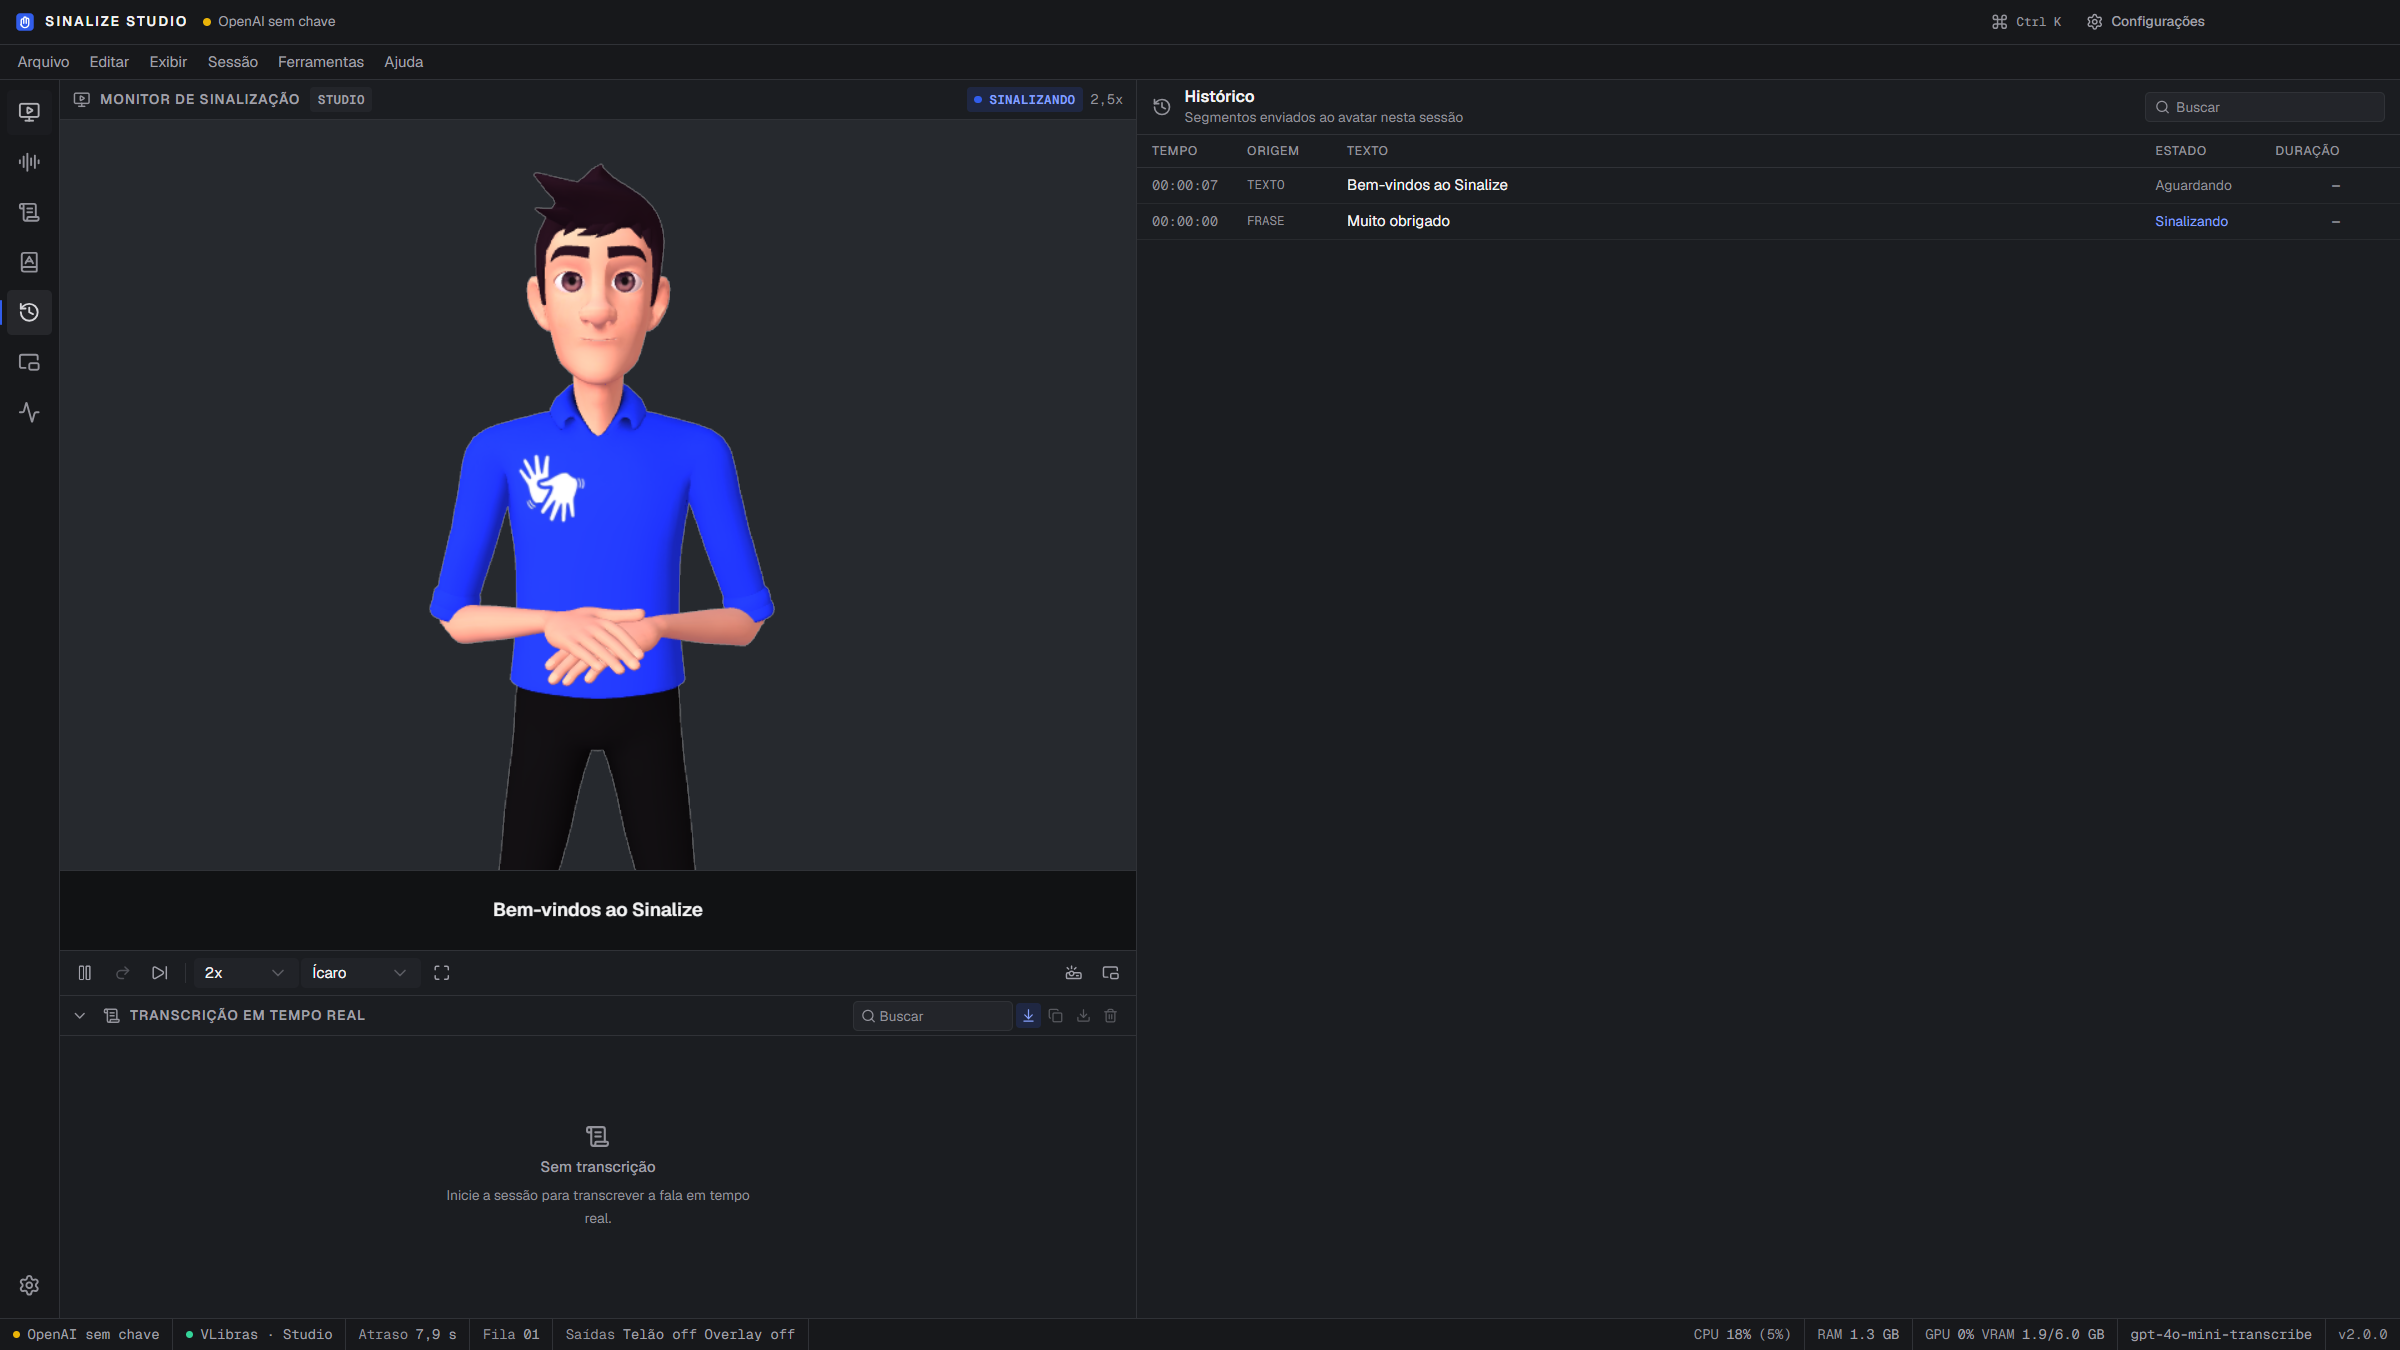 SINALIZE STUDIO
OpenAI sem chave
Ctrl K
Configurações
Arquivo
Editar
Exibir
Sessão
Ferramentas
Ajuda
MONITOR DE SINALIZAÇÃO
STUDIO
SINALIZANDO
2,5x
Bem-vindos ao Sinalize
2x
Ícaro
TRANSCRIÇÃO EM TEMPO REAL
Buscar
Sem transcrição
Inicie a sessão para transcrever a fala em tempo
real.
Histórico
Segmentos enviados ao avatar nesta sessão
Buscar
TEMPO ORIGEM TEXTO ESTADO DURAÇÃO
00:00:07 TEXTO Bem-vindos ao Sinalize Aguardando –
00:00:00 FRASE Muito obrigado Sinalizando –
OpenAI sem chave
VLibras · Studio
Atraso 7,9 s
Fila 01
Saídas Telão off Overlay off
CPU 18% (5%)
RAM 1.3 GB
GPU 0% VRAM 1.9/6.0 GB
gpt-4o-mini-transcribe
v2.0.0